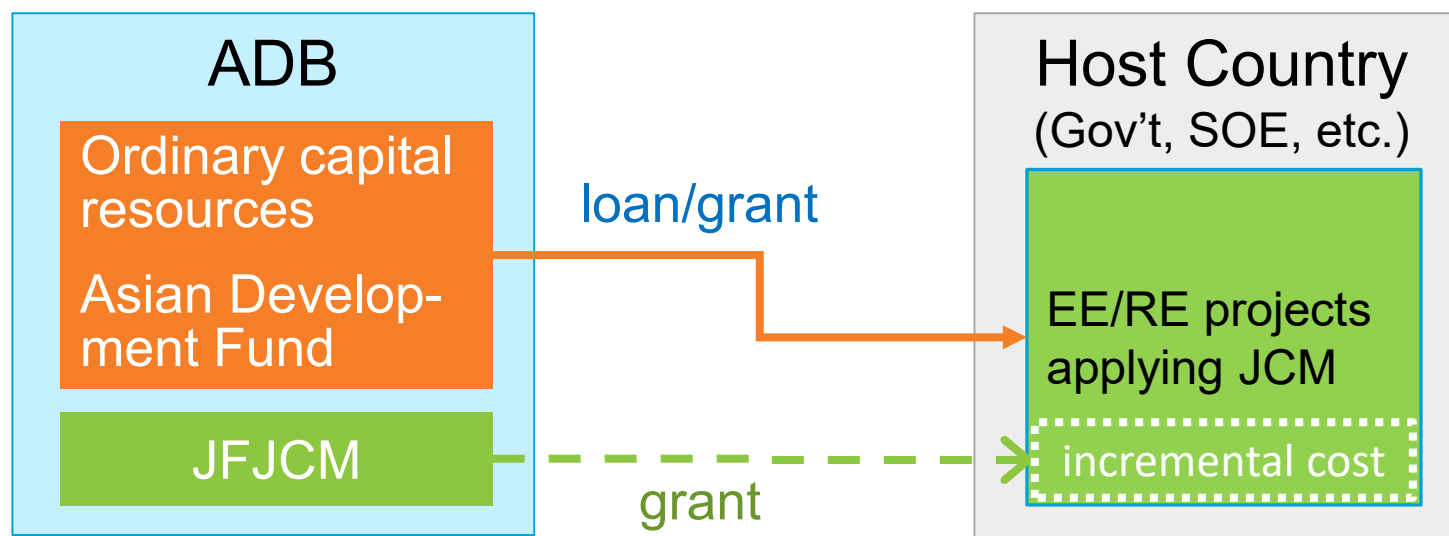 ADB
Ordinary capital
resources
Asian Develop-
ment Fund
JFJCM
loan/grant
grant
Host Country
(Gov’t, SOE, etc.)
EE/RE projects
applying JCM
incremental cost